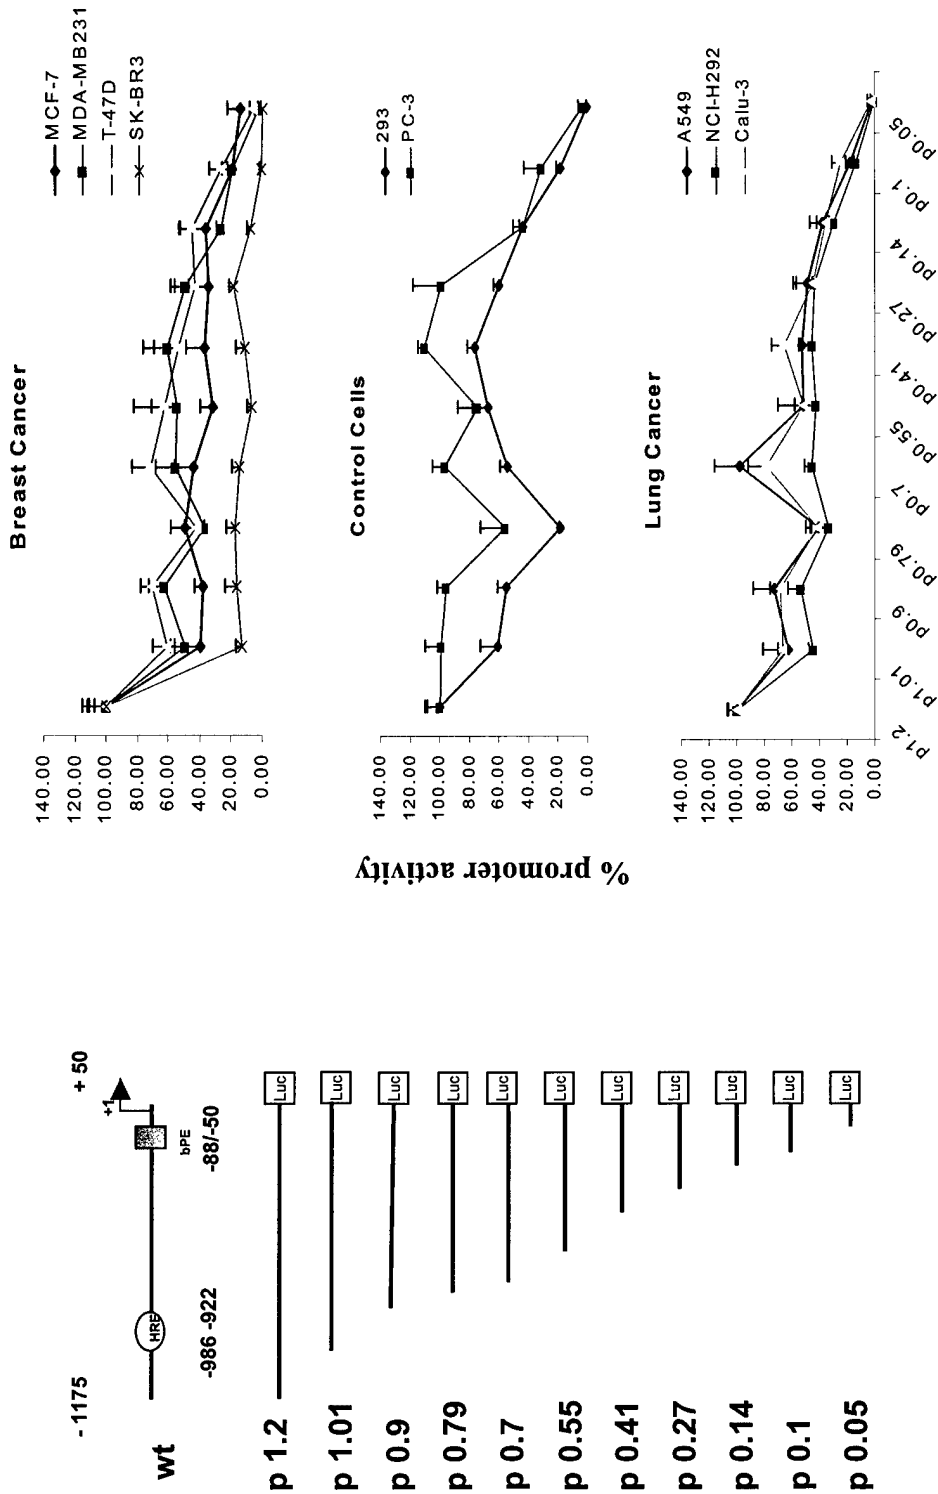 -1175
+ 50
+1
wt
HRE
bPE
-986 -922
-88/-50
p 1.2
Luc
p 1.01
Luc
p 0.9
Luc
p 0.79
Luc
p 0.7
Luc
p 0.55
Luc
p 0.41
Luc
p 0.27
Luc
p 0.14
Luc
p 0.1
Luc
p 0.05
Luc
% promoter activity
Breast Cancer
140.00
120.00
100.00
80.00
60.00
40.00
20.00
0.00
MCF-7
MDA-MB231
T-47D
SK-BR3
Control Cells
140.00
120.00
100.00
80.00
60.00
40.00
20.00
0.00
293
PC-3
Lung Cancer
140.00
120.00
100.00
80.00
60.00
40.00
20.00
0.00
A549
NCI-H292
Calu-3
p1.2
p1.01
p0.9
p0.79
p0.7
p0.55
p0.41
p0.27
p0.14
p0.1
p0.05